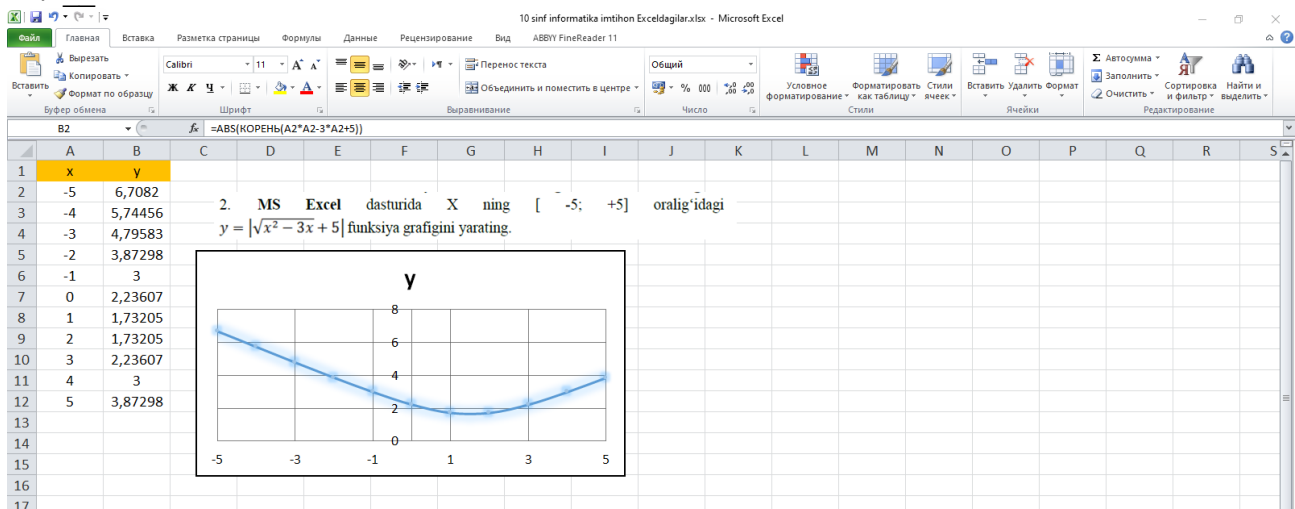 10 sinf informatika imtihon Exceldagilar.xlsx - Microsoft Excel
Файл Главная Вставка Разметка страницы Формулы Данные Рецензирование Вид ABBYY FineReader 11
Вставить
Вырезать
Копировать
Формат по образцу
Буфер обмена
Calibri 11 A A
Ж К Ч A
Шрифт
Перенос текста
Объединить и поместить в центре
Выравнивание
Общий
% 000 ,0 ,00 ,00 ,0
Число
Условное форматирование
Форматировать как таблицу
Стили ячеек
Стили
Вставить Удалить Формат
Ячейки
Σ Автосумма
Заполнить
Очистить
Сортировка и фильтр
Найти и выделить
Редактирование
B2 fx =ABS(КОРЕНЬ(A2*A2-3*A2+5))
A B C D E F G H I J K L M N O P Q R S
1 x y
2 -5 6,7082
3 -4 5,74456
4 -3 4,79583
5 -2 3,87298
6 -1 3
7 0 2,23607
8 1 1,73205
9 2 1,73205
10 3 2,23607
11 4 3
12 5 3,87298
13
14
15
16
17
2. MS Excel dasturida X ning [ -5; +5] oralig‘idagi
y = |√x² − 3x + 5| funksiya grafigini yarating.
y
8
6
4
2
0
-5 -3 -1 1 3 5